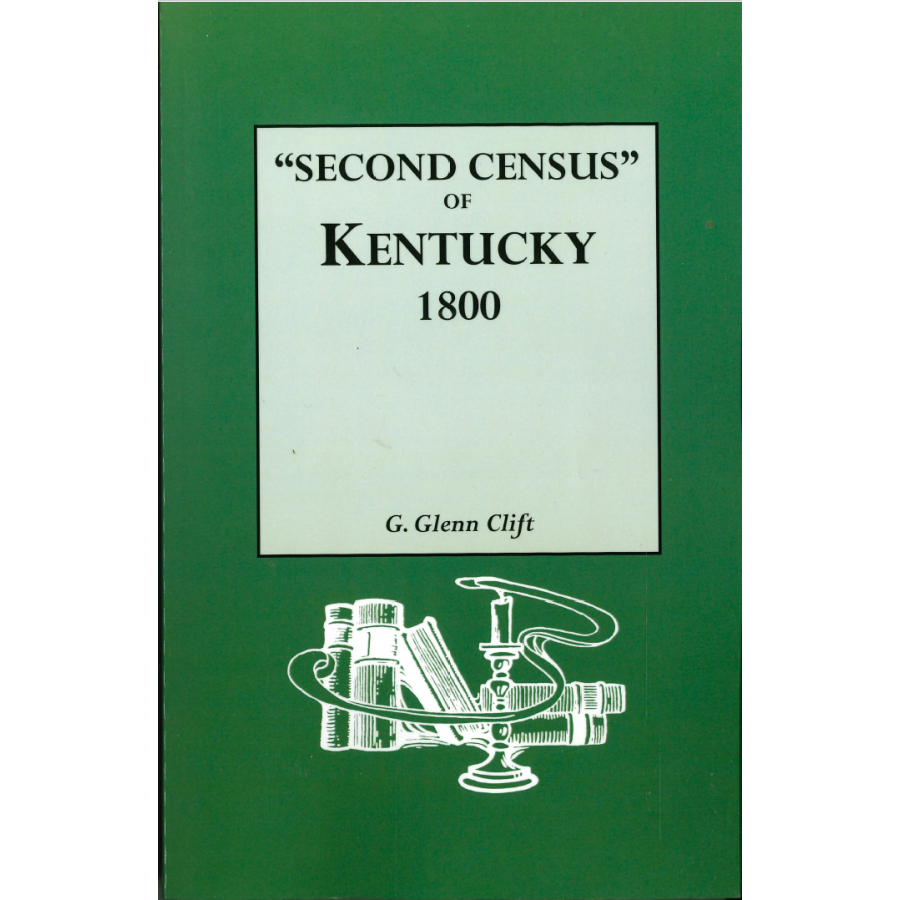 “SECOND CENSUS”
OF
KENTUCKY
1800
G. Glenn Clift